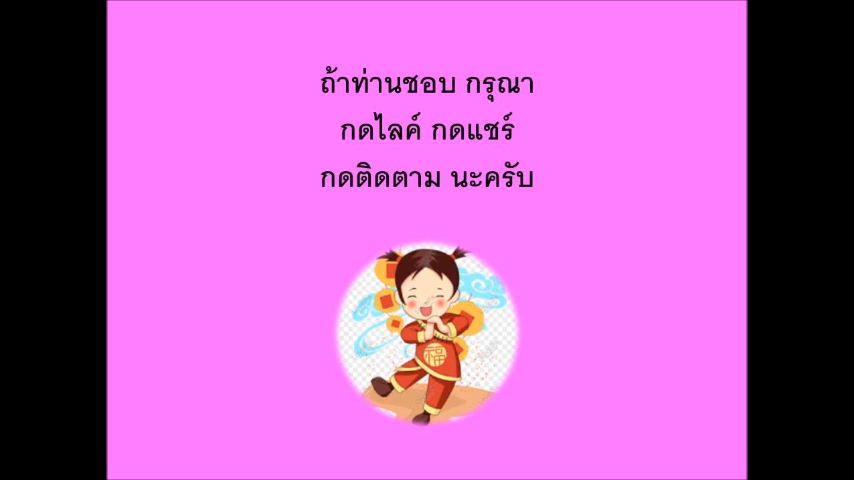 ถ้าท่านชอบ กรุณา
กดไลค์ กดแชร์
กดติดตาม นะครับ
福